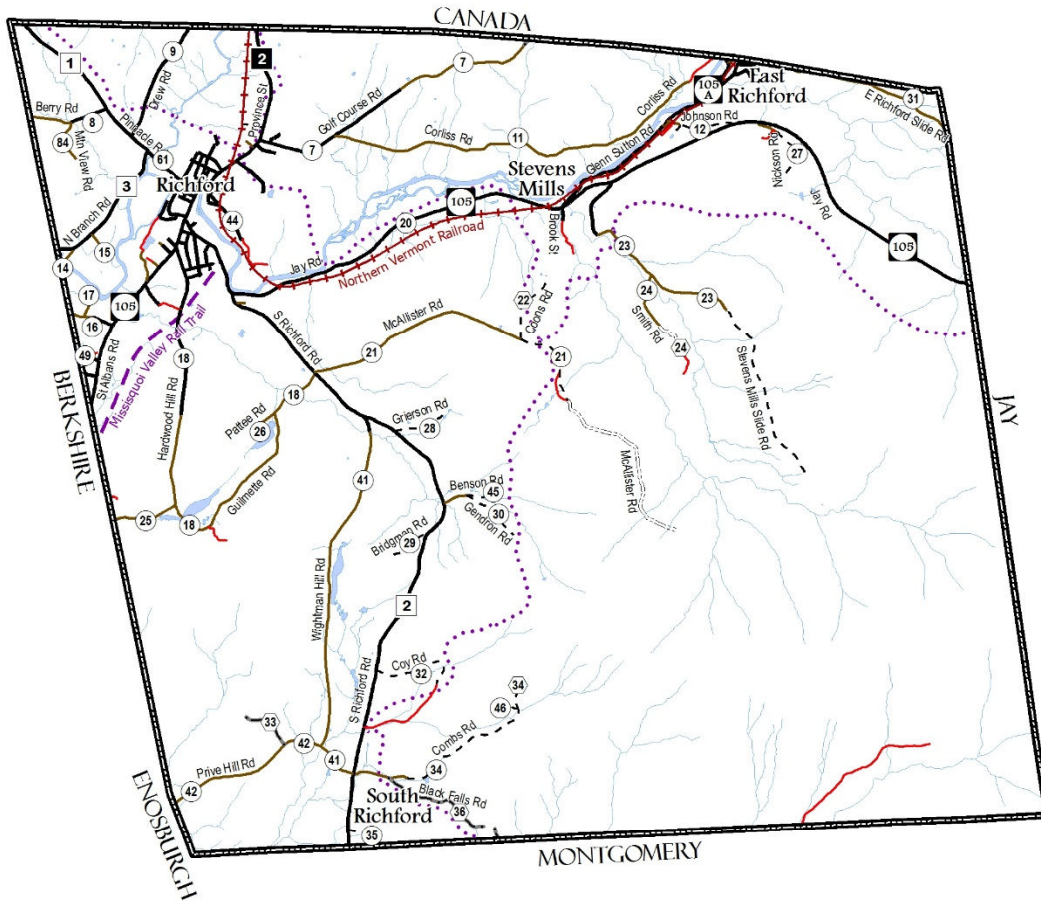 CANADA
1
9
2
7
105
A
East
Richford
31
E Richford Slide Rd
Drew Rd
Province St
Golf Course Rd
Corliss Rd
Berry Rd
8
Pinnacle Rd
7
Corliss Rd
11
Johnson Rd
12
84
Mtn View Rd
61
Glenn Sutton Rd
Nickson Rd
27
3
Richford
Stevens
Mills
Jay Rd
N Branch Rd
44
20
105
Brook St
15
23
105
14
Jay Rd
Northern Vermont Railroad
17
105
22
Coons Rd
24
23
16
McAllister Rd
Smith Rd
S Richford Rd
49
St Albans Rd
Missisquoi Valley Rail Trail
18
21
21
24
Stevens Mills Slide Rd
BERKSHIRE
JAY
Hardwood Hill Rd
18
Pattee Rd
26
Grierson Rd
28
McAllister Rd
Guilmette Rd
41
Benson Rd
45
30
Gendron Rd
25
18
Bridgman Rd
29
Wightman Hill Rd
2
S Richford Rd
Coy Rd
32
34
46
33
Combs Rd
42
41
34
Prive Hill Rd
42
Black Falls Rd
36
South
Richford
35
ENOSBURGH
MONTGOMERY